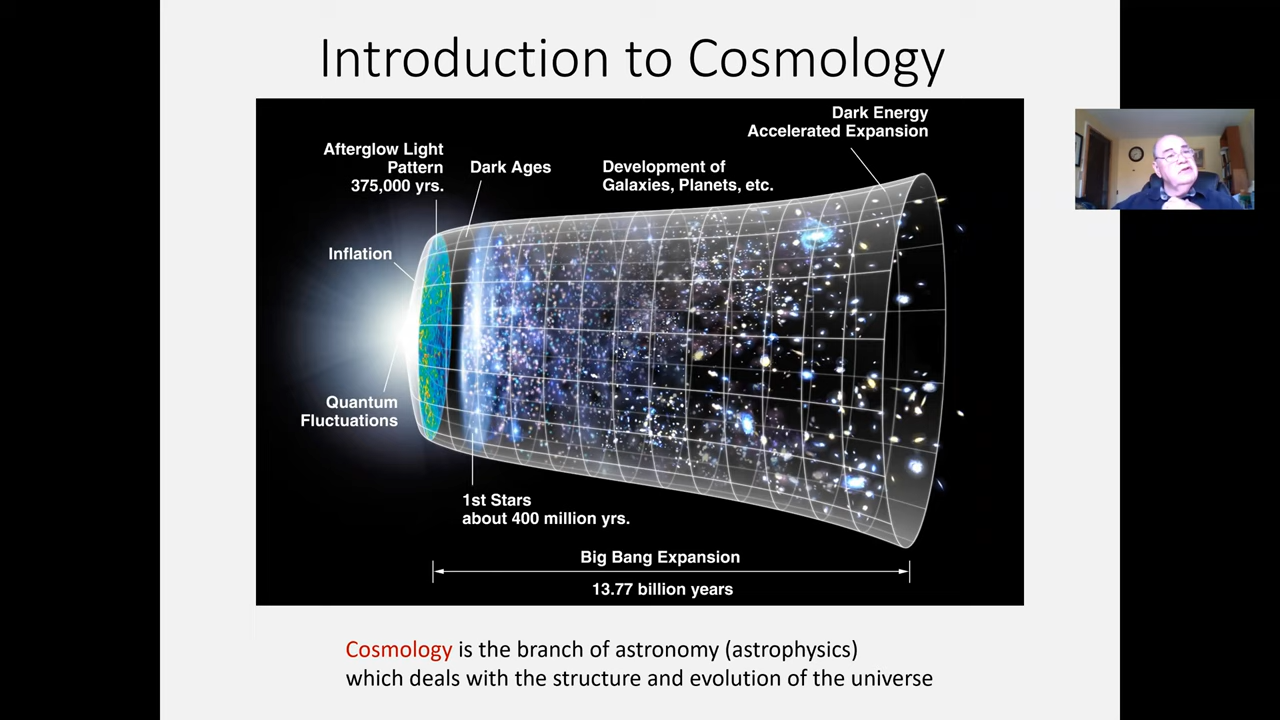 Introduction to Cosmology
Dark Energy
Accelerated Expansion
Afterglow Light
Pattern
375,000 yrs.
Dark Ages
Development of
Galaxies, Planets, etc.
Inflation
Quantum
Fluctuations
1st Stars
about 400 million yrs.
Big Bang Expansion
13.77 billion years
Cosmology is the branch of astronomy (astrophysics)
which deals with the structure and evolution of the universe